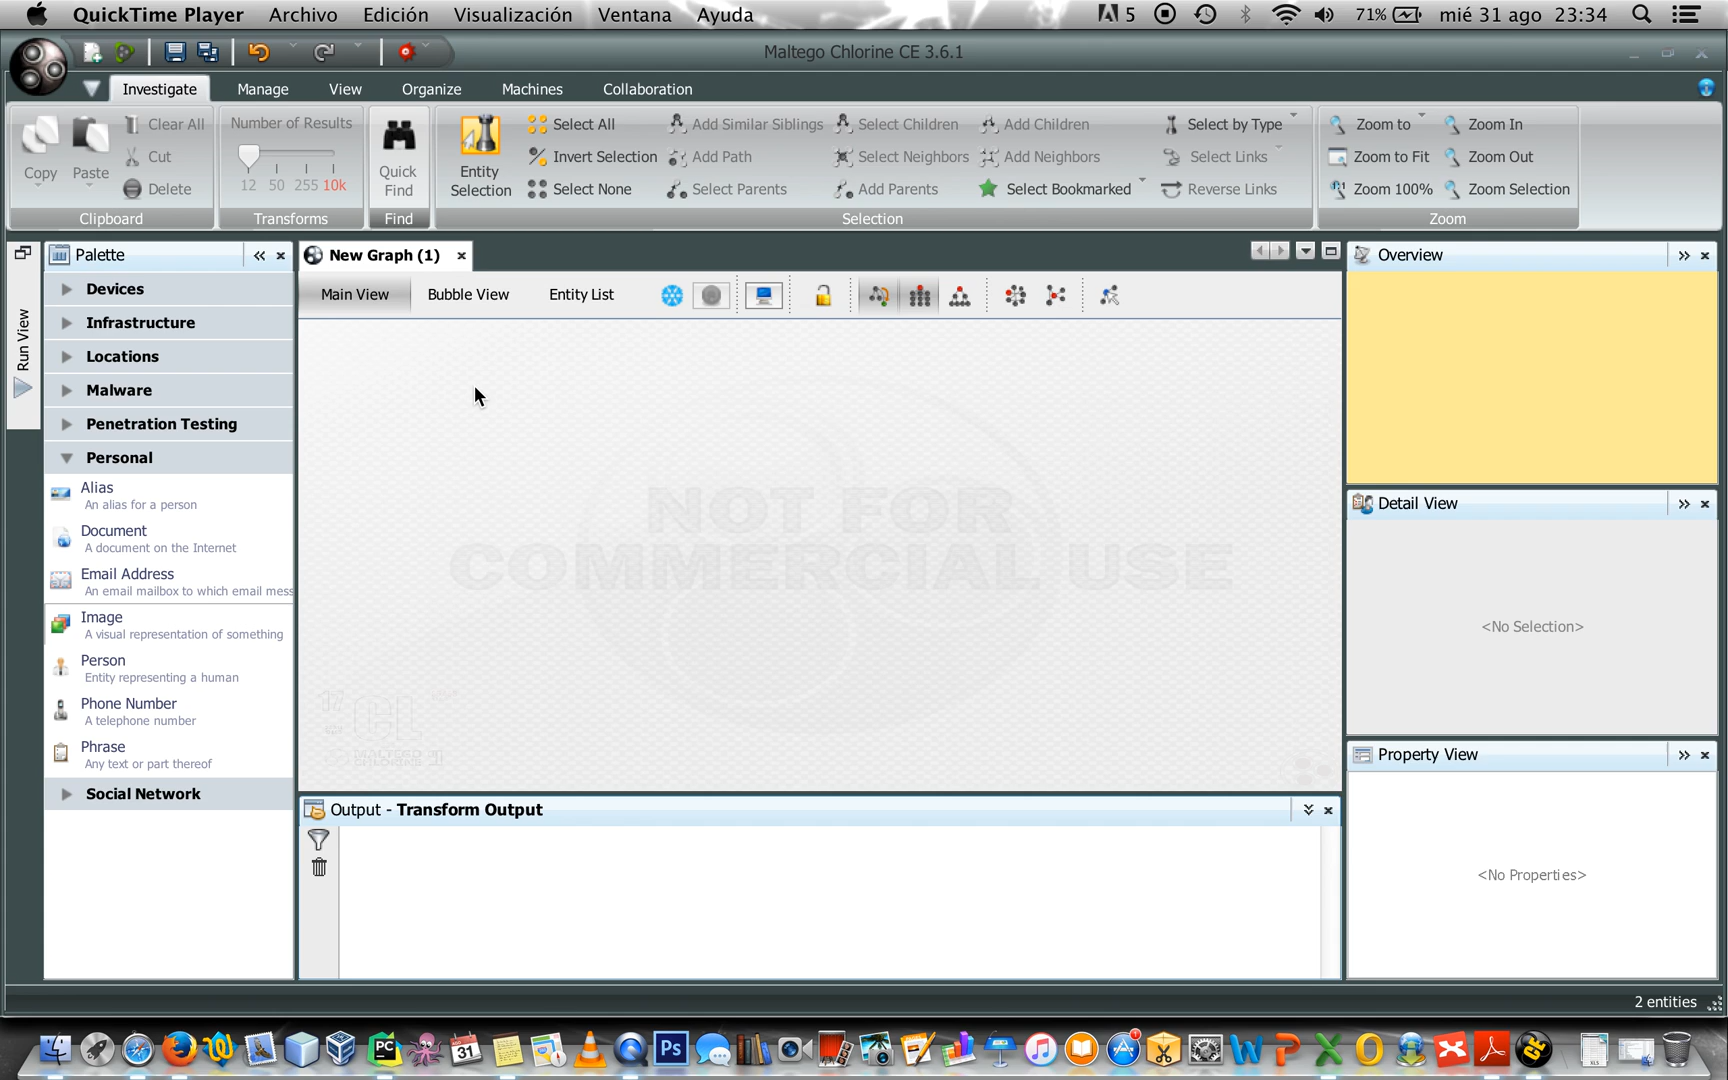 QuickTime Player Archivo Edición Visualización Ventana Ayuda 5 71% mié 31 ago 23:34
Maltego Chlorine CE 3.6.1
Investigate Manage View Organize Machines Collaboration
Copy Paste Clear All Cut Delete Clipboard
Number of Results 12 50 255 10k Transforms
Quick Find Find
Entity Selection
Select All Add Similar Siblings Select Children Add Children Select by Type
Invert Selection Add Path Select Neighbors Add Neighbors Select Links
Select None Select Parents Add Parents Select Bookmarked Reverse Links
Selection
Zoom to Zoom In
Zoom to Fit Zoom Out
Zoom 100% Zoom Selection
Zoom
Run View
Palette
Devices
Infrastructure
Locations
Malware
Penetration Testing
Personal
Alias
An alias for a person
Document
A document on the Internet
Email Address
An email mailbox to which email mess
Image
A visual representation of something
Person
Entity representing a human
Phone Number
A telephone number
Phrase
Any text or part thereof
Social Network
New Graph (1)
Main View Bubble View Entity List
NOT FOR
COMMERCIAL USE
Output - Transform Output
Overview
Detail View
<No Selection>
Property View
<No Properties>
2 entities